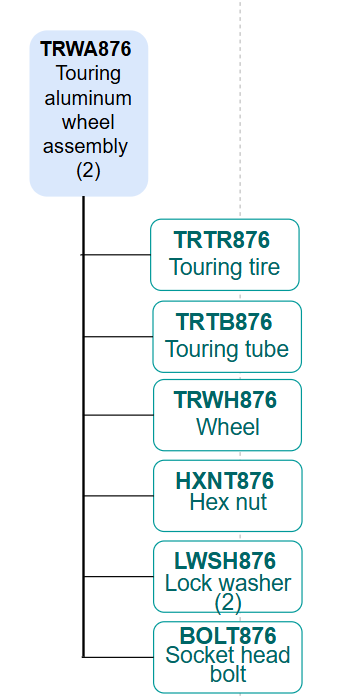 TRWA876
Touring
aluminum
wheel
assembly
(2)
TRTR876
Touring tire
TRTB876
Touring tube
TRWH876
Wheel
HXNT876
Hex nut
LWSH876
Lock washer
(2)
BOLT876
Socket head
bolt